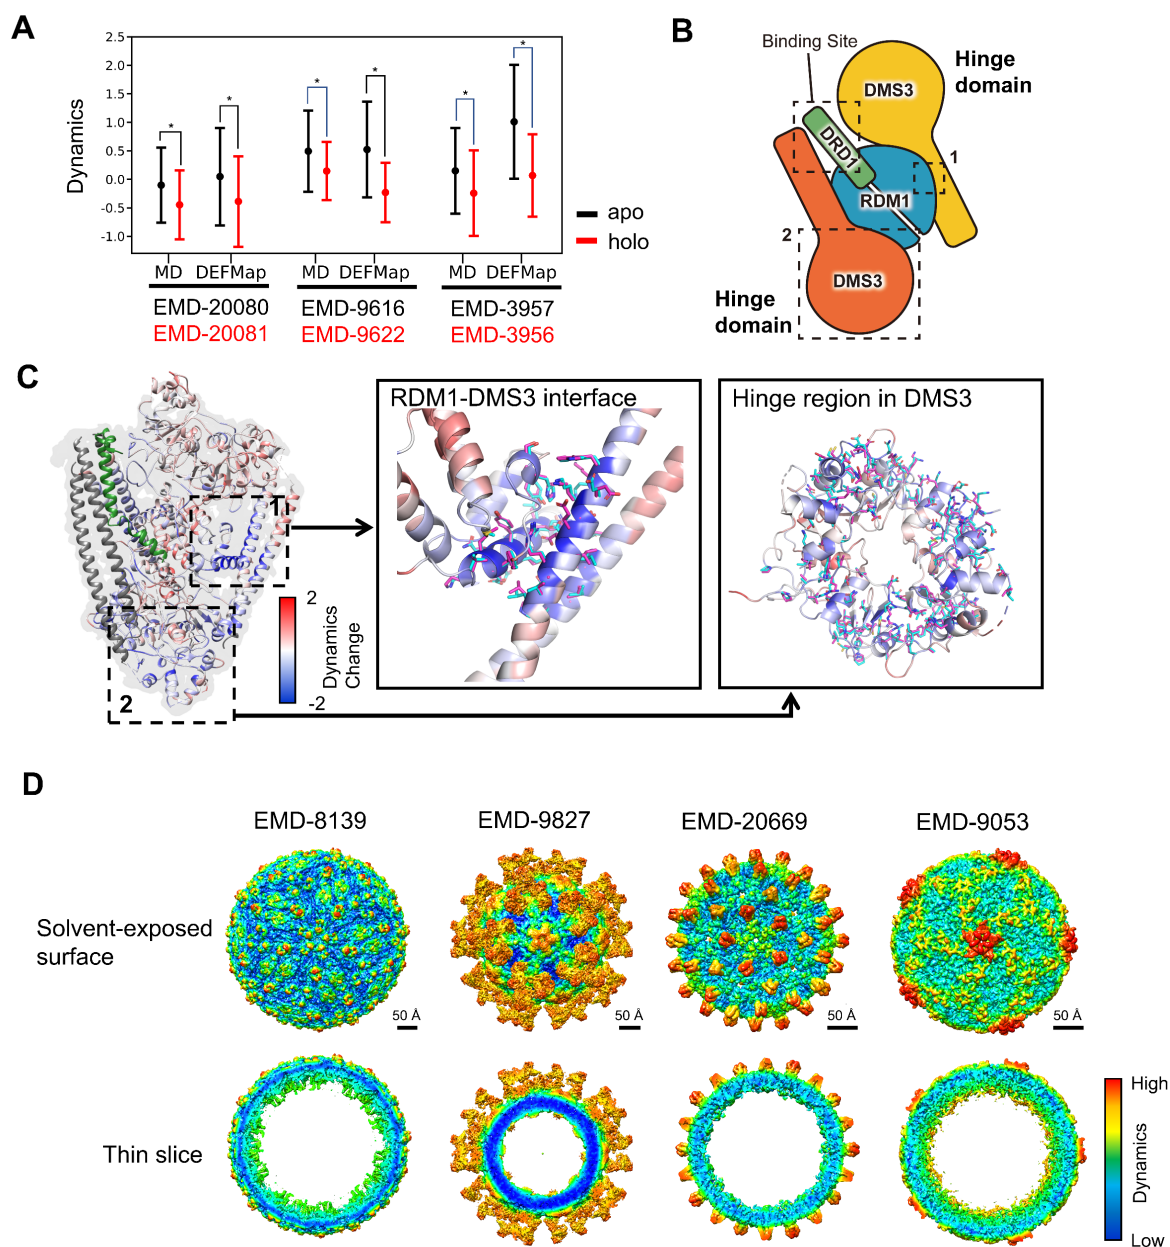 A
2.5
2.0
1.5
1.0
0.5
0.0
-0.5
-1.0
Dynamics
* * * * * *
MD DEFMap MD DEFMap MD DEFMap
EMD-20080 EMD-9616 EMD-3957
EMD-20081 EMD-9622 EMD-3956
apo
holo
B
Binding Site
Hinge
domain
DMS3
DRD1
1
RDM1
2
DMS3
Hinge
domain
C
1
2
2
-2
Dynamics
Change
RDM1-DMS3 interface
Hinge region in DMS3
D
EMD-8139 EMD-9827 EMD-20669 EMD-9053
Solvent-exposed
surface
50 Å 50 Å 50 Å 50 Å
Thin slice
High
Dynamics
Low